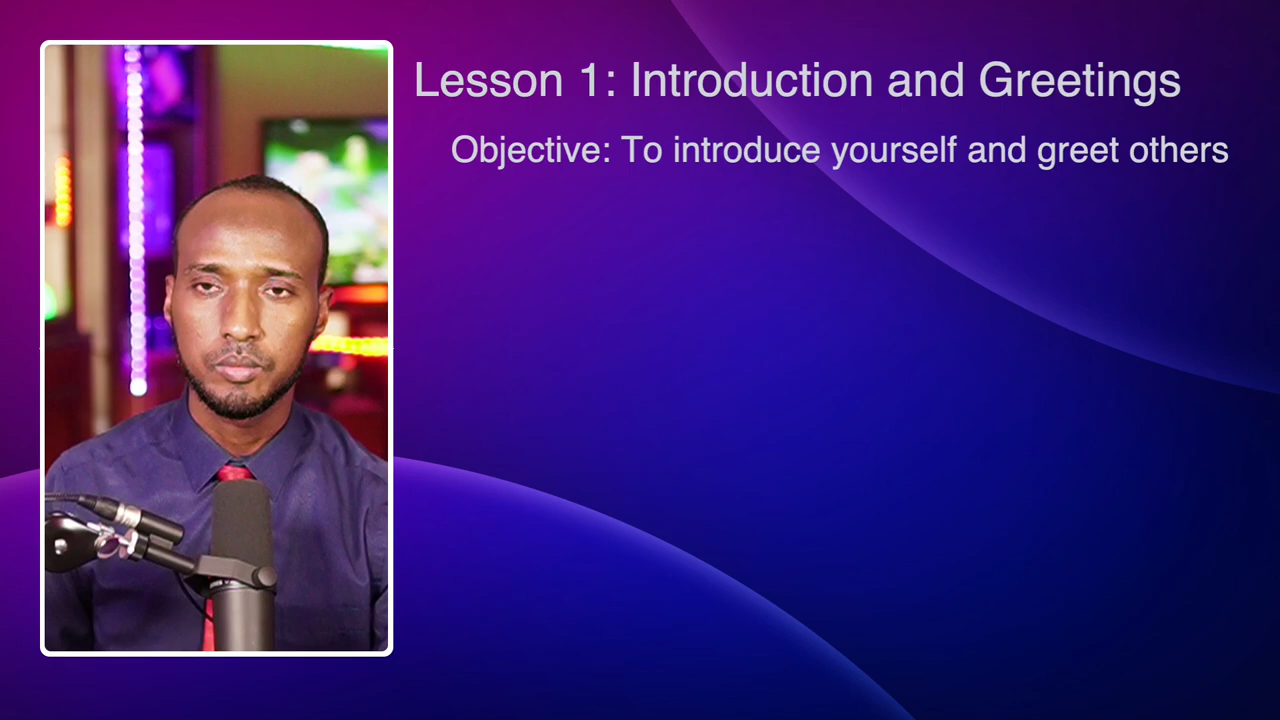 Lesson 1: Introduction and Greetings
Objective: To introduce yourself and greet others